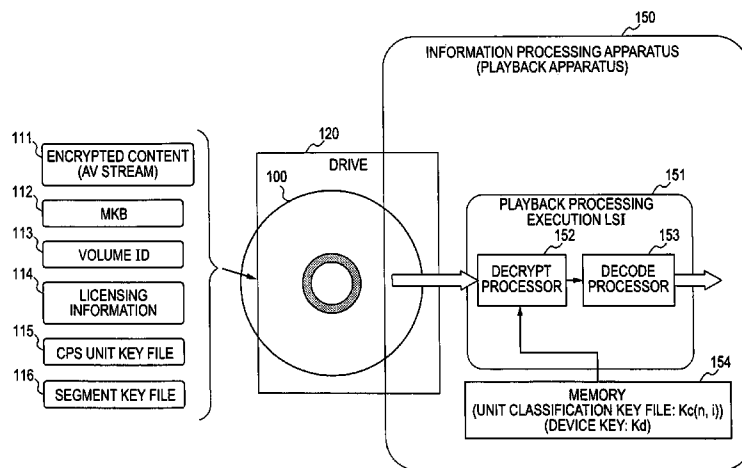 150
INFORMATION PROCESSING APPARATUS
(PLAYBACK APPARATUS)
111
ENCRYPTED CONTENT
(AV STREAM)
112
MKB
113
VOLUME ID
114
LICENSING
INFORMATION
115
CPS UNIT KEY FILE
116
SEGMENT KEY FILE
120
DRIVE
100
151
PLAYBACK PROCESSING
EXECUTION LSI
152
153
DECRYPT
PROCESSOR
DECODE
PROCESSOR
154
MEMORY
(UNIT CLASSIFICATION KEY FILE: Kc(n, i))
(DEVICE KEY: Kd)